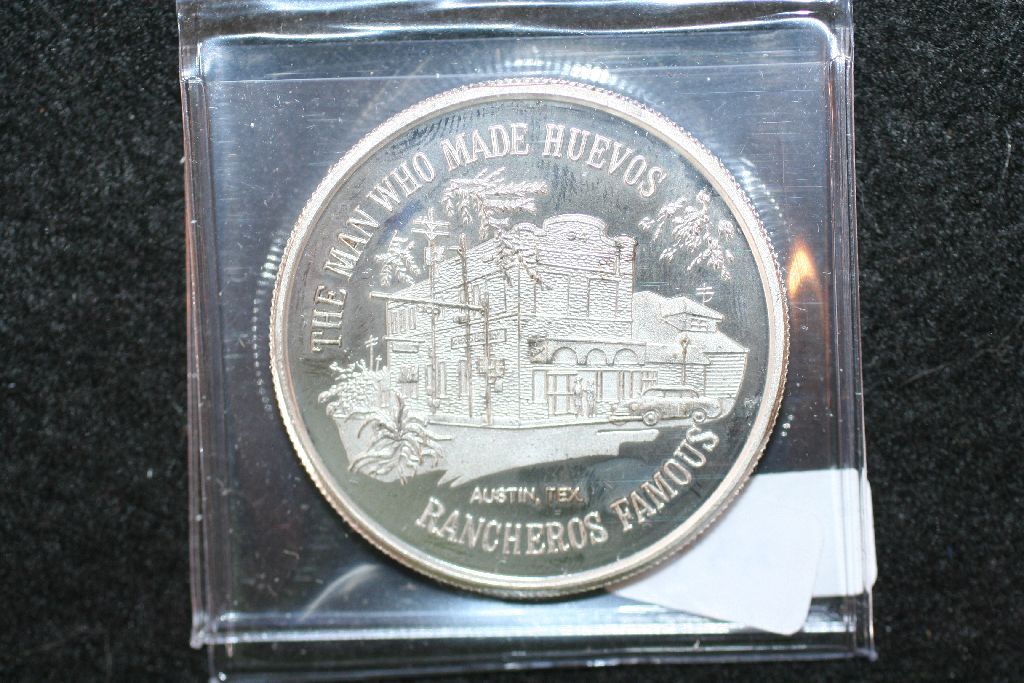 THE MAN WHO MADE HUEVOS
AUSTIN, TEX.
RANCHEROS FAMOUS